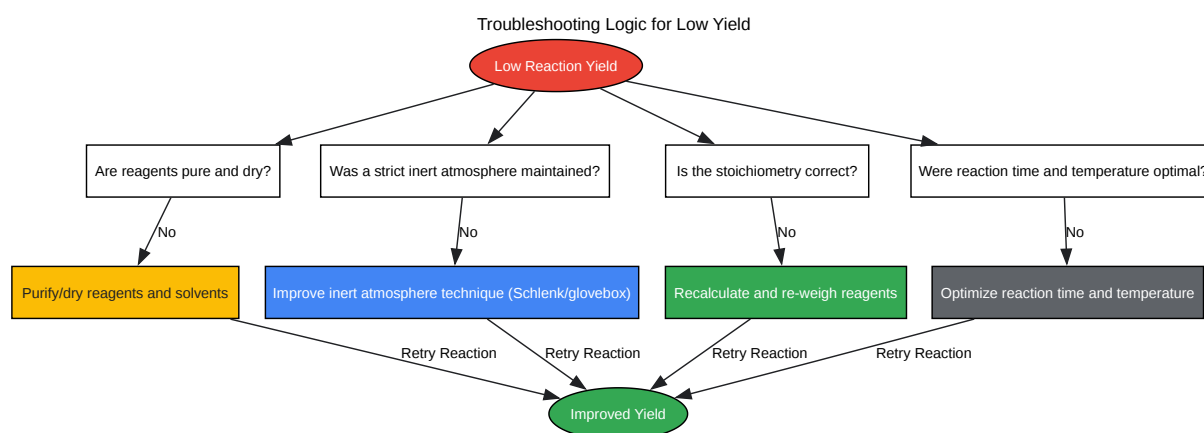 Troubleshooting Logic for Low Yield
Low Reaction Yield
Are reagents pure and dry?
Was a strict inert atmosphere maintained?
Is the stoichiometry correct?
Were reaction time and temperature optimal?
No
No
No
No
Purify/dry reagents and solvents
Improve inert atmosphere technique (Schlenk/glovebox)
Recalculate and re-weigh reagents
Optimize reaction time and temperature
Retry Reaction
Retry Reaction
Retry Reaction
Retry Reaction
Improved Yield